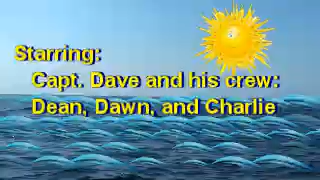 Starring:
Capt. Dave and his crew:
Dean, Dawn, and Charlie